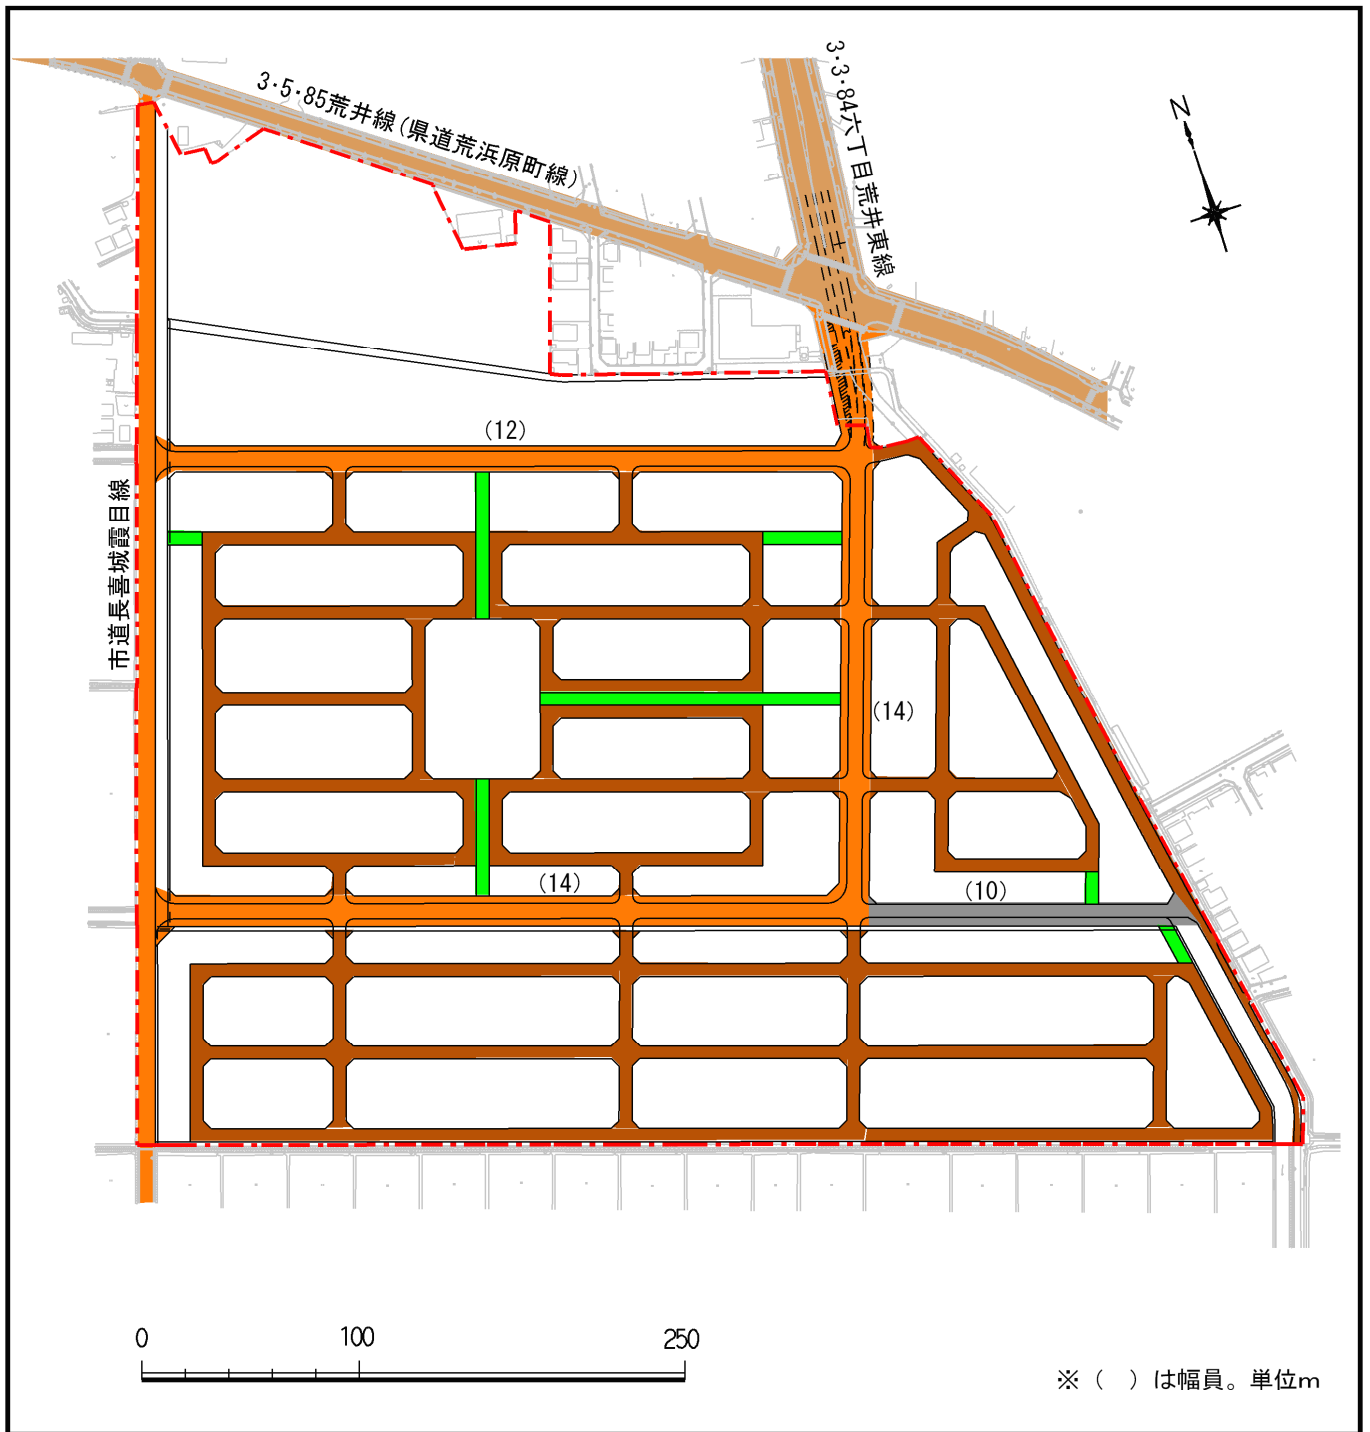 3・5・85荒井線(県道荒浜原町線)
3・3・84六丁目荒井東線
N
(12)
市道長喜城霞目線
(14)
(14)
(10)
0 100 250
※( )は幅員。単位m